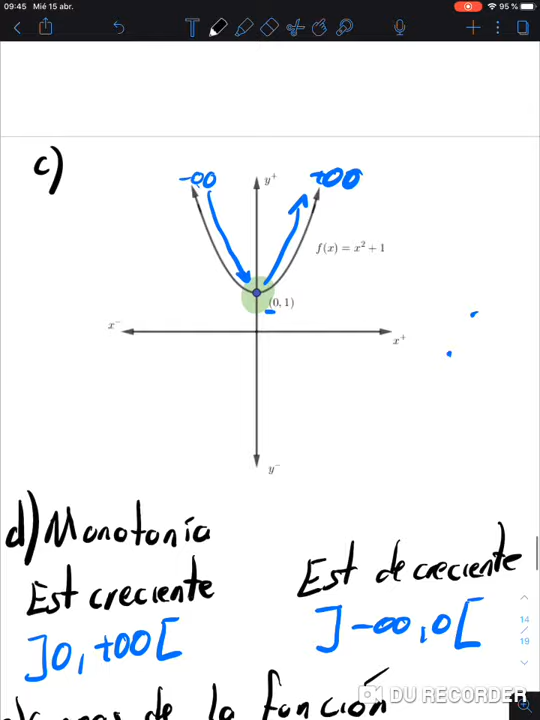 09:45 Mié 15 abr. 95 %
T
c)
-∞ y⁺ +∞
f(x) = x² + 1
(0, 1)
x⁻ x⁺
y⁻
d) Monotonía
Est creciente Est decreciente
]0, +∞[ ]-∞, 0[
14
/
19
de la función
DU RECORDER